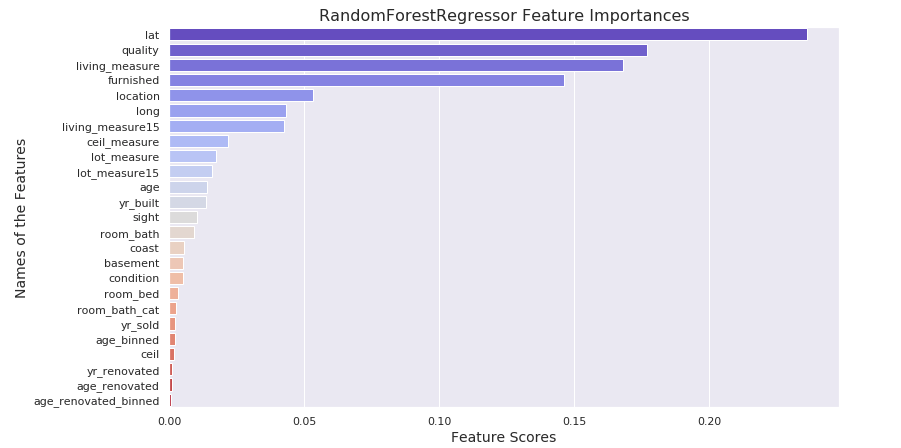 RandomForestRegressor Feature Importances
Names of the Features
lat
quality
living_measure
furnished
location
long
living_measure15
ceil_measure
lot_measure
lot_measure15
age
yr_built
sight
room_bath
coast
basement
condition
room_bed
room_bath_cat
yr_sold
age_binned
ceil
yr_renovated
age_renovated
age_renovated_binned
0.00 0.05 0.10 0.15 0.20
Feature Scores